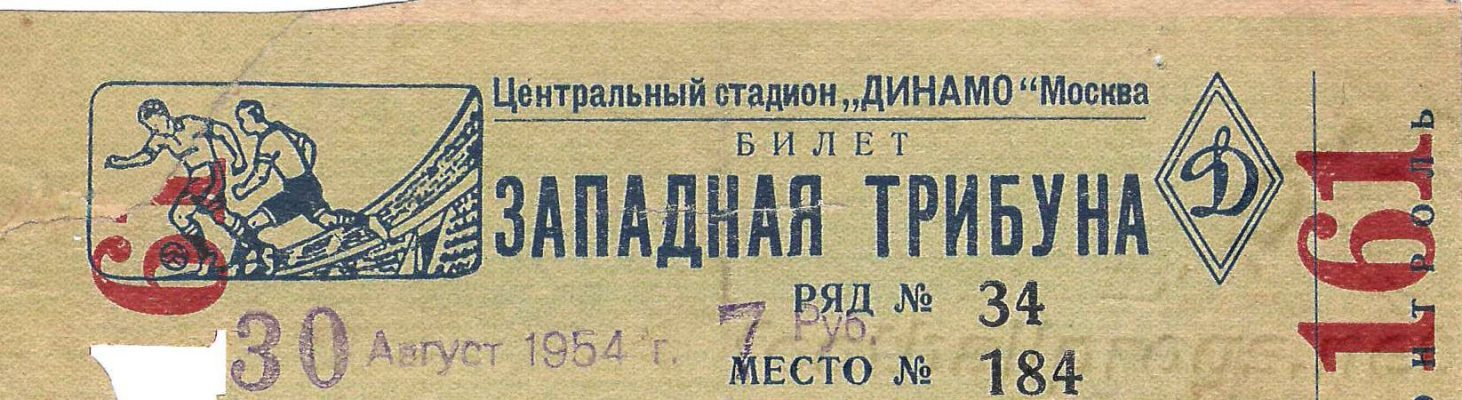 Центральный стадион „ДИНАМО“ Москва
БИЛЕТ
ЗАПАДНАЯ ТРИБУНА
Д
РЯД № 34
7 Руб.
30 Август 1954 г.
МЕСТО № 184
161